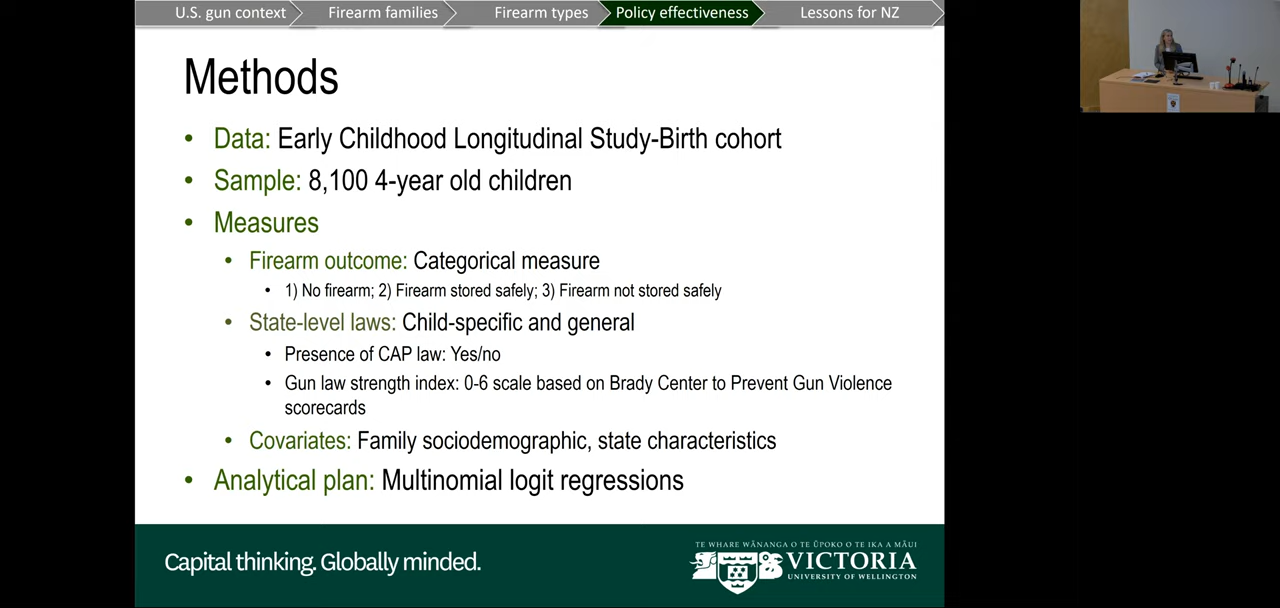 U.S. gun context
Firearm families
Firearm types
Policy effectiveness
Lessons for NZ
Methods
• Data: Early Childhood Longitudinal Study-Birth cohort
• Sample: 8,100 4-year old children
• Measures
• Firearm outcome: Categorical measure
• 1) No firearm; 2) Firearm stored safely; 3) Firearm not stored safely
• State-level laws: Child-specific and general
• Presence of CAP law: Yes/no
• Gun law strength index: 0-6 scale based on Brady Center to Prevent Gun Violence
scorecards
• Covariates: Family sociodemographic, state characteristics
• Analytical plan: Multinomial logit regressions
Capital thinking. Globally minded.
TE WHARE WĀNANGA O TE ŪPOKO O TE IKA A MĀUI
VICTORIA
UNIVERSITY OF WELLINGTON